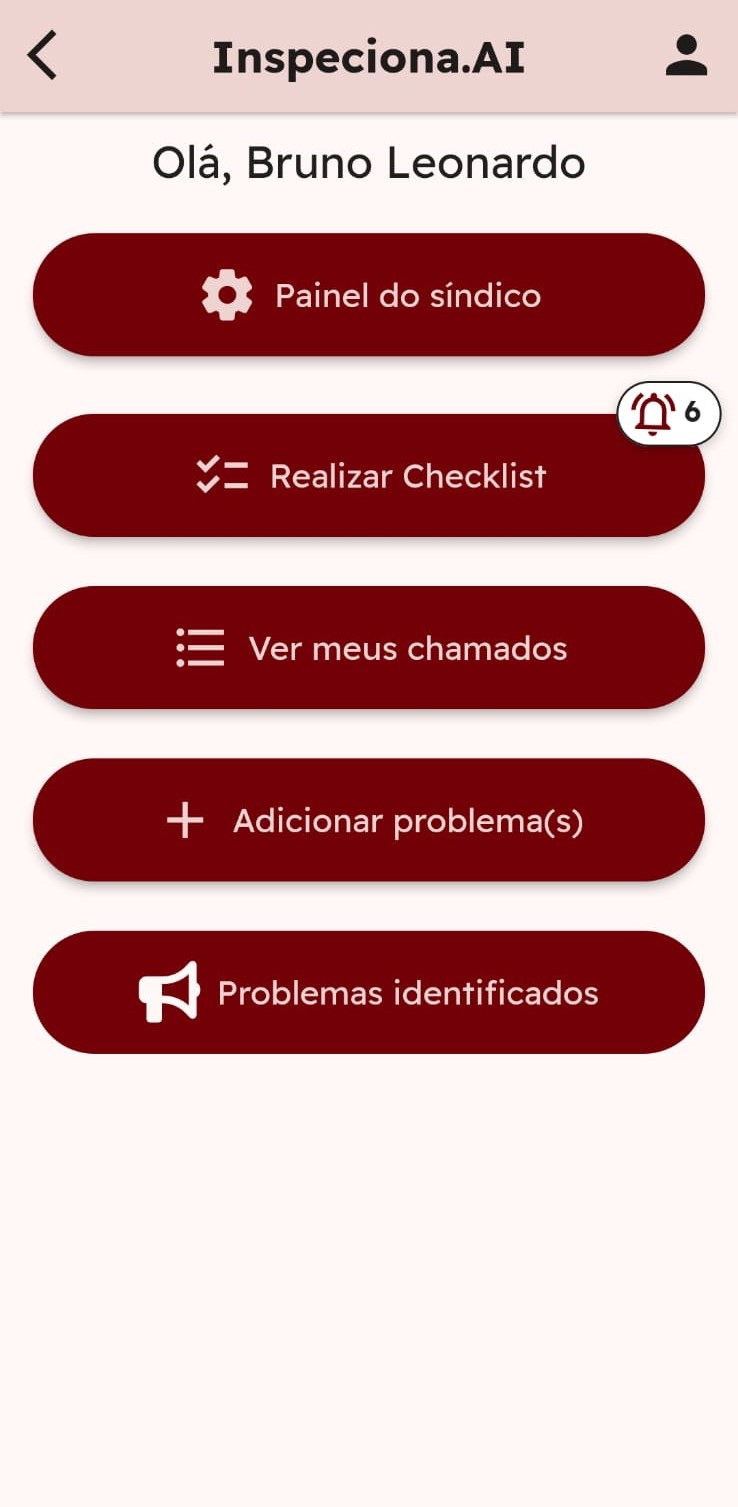 Inspeciona.AI
Olá, Bruno Leonardo
Painel do síndico
6
Realizar Checklist
Ver meus chamados
Adicionar problema(s)
Problemas identificados